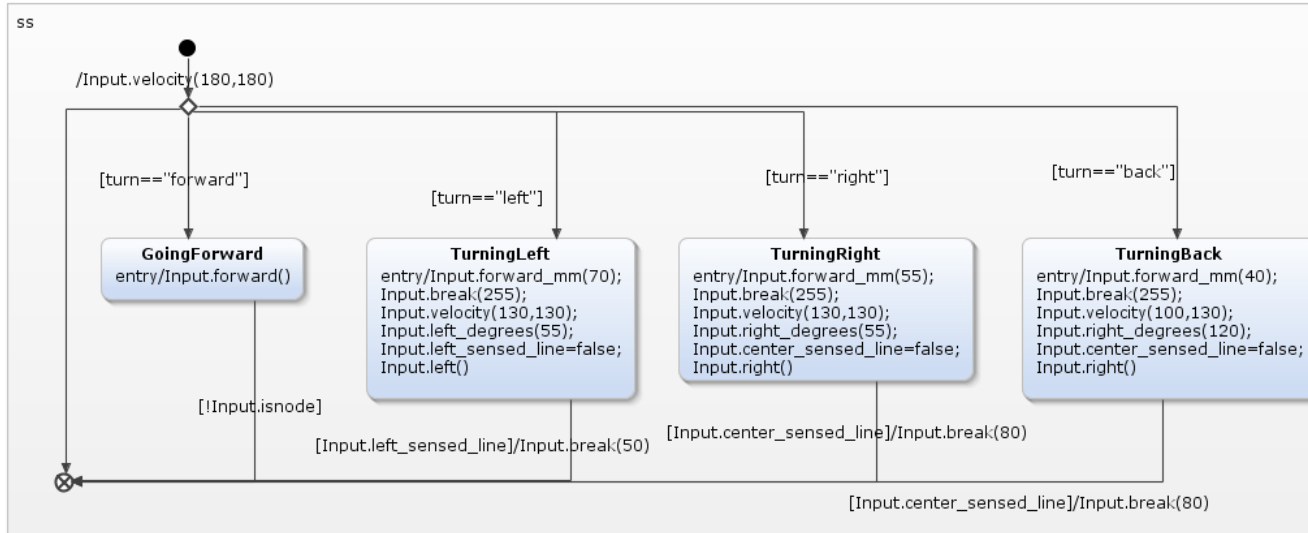 ss
/Input.velocity(180,180)
[turn=="forward"]
[turn=="left"]
[turn=="right"]
[turn=="back"]
GoingForward
entry/Input.forward()
TurningLeft
entry/Input.forward_mm(70);
Input.break(255);
Input.velocity(130,130);
Input.left_degrees(55);
Input.left_sensed_line=false;
Input.left()
TurningRight
entry/Input.forward_mm(55);
Input.break(255);
Input.velocity(130,130);
Input.right_degrees(55);
Input.center_sensed_line=false;
Input.right()
TurningBack
entry/Input.forward_mm(40);
Input.break(255);
Input.velocity(100,130);
Input.right_degrees(120);
Input.center_sensed_line=false;
Input.right()
[!Input.isnode]
[Input.left_sensed_line]/Input.break(50)
[Input.center_sensed_line]/Input.break(80)
[Input.center_sensed_line]/Input.break(80)